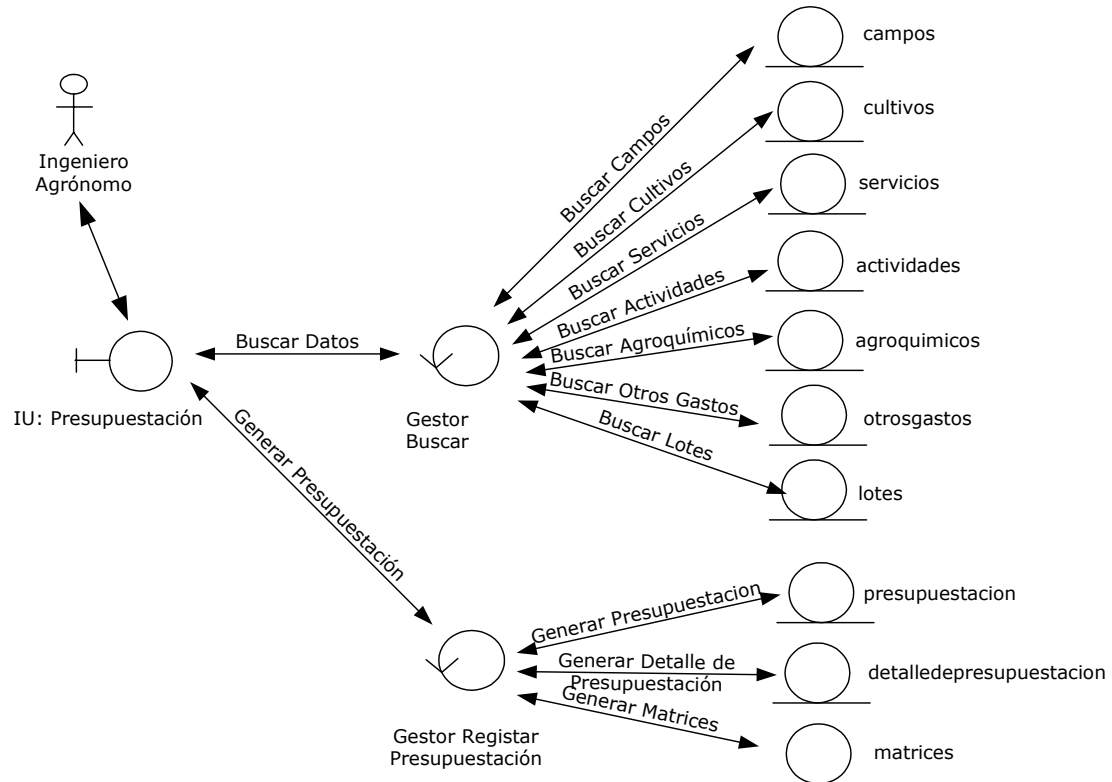 campos
cultivos
servicios
actividades
agroquimicos
otrosgastos
lotes
Ingeniero
Agrónomo
IU: Presupuestación
Buscar Datos
Gestor
Buscar
Buscar Campos
Buscar Cultivos
Buscar Servicios
Buscar Actividades
Buscar Agroquímicos
Buscar Otros Gastos
Buscar Lotes
Generar Presupuestación
Gestor Registar
Presupuestación
Generar Presupuestacion
Generar Detalle de
Presupuestación
Generar Matrices
presupuestacion
detalledepresupuestacion
matrices